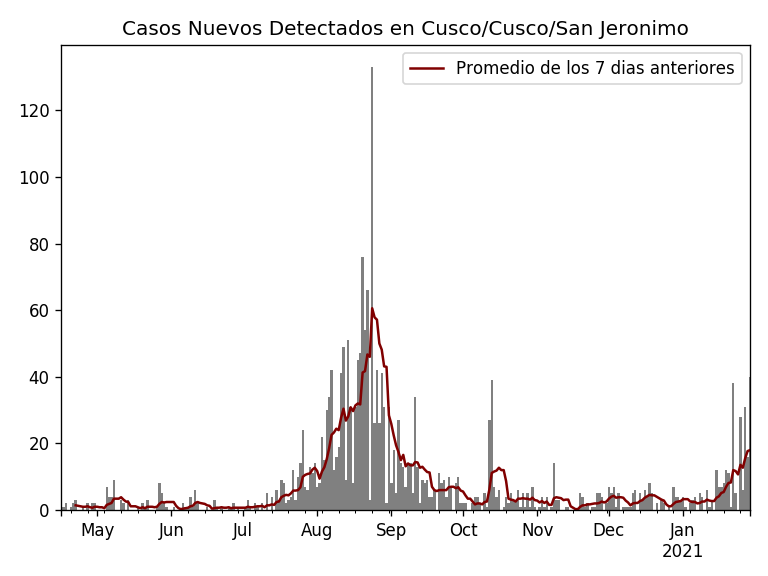 Casos Nuevos Detectados en Cusco/Cusco/San Jeronimo
Promedio de los 7 dias anteriores
120
100
80
60
40
20
0
May Jun Jul Aug Sep Oct Nov Dec Jan
2021